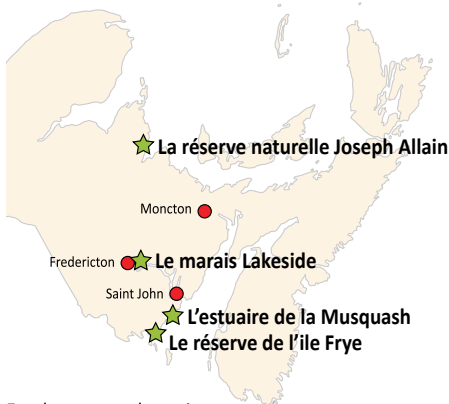 La réserve naturelle Joseph Allain
Moncton
Fredericton
Le marais Lakeside
Saint John
L'estuaire de la Musquash
Le réserve de l'ile Frye